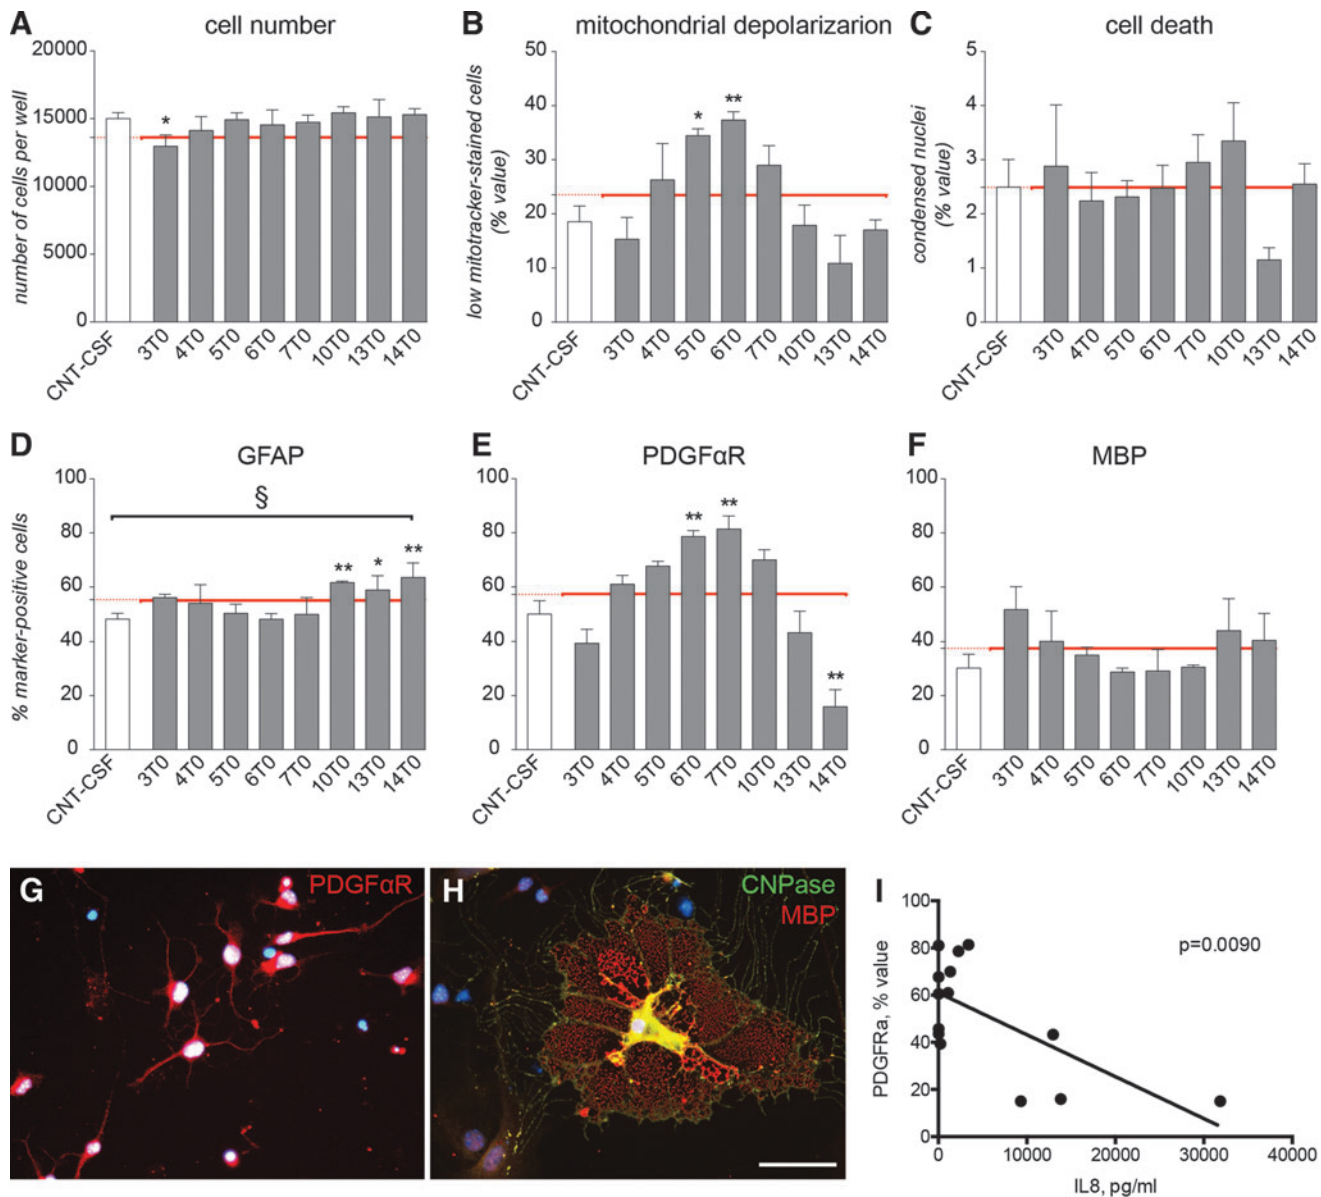 A cell number
number of cells per well
20000
15000
10000
5000
0
*
CNT-CSF 3T0 4T0 5T0 6T0 7T0 10T0 13T0 14T0
B mitochondrial depolarizarion
low mitotracker-stained cells
(% value)
50
40
30
20
10
0
* **
CNT-CSF 3T0 4T0 5T0 6T0 7T0 10T0 13T0 14T0
C cell death
condensed nuclei
(% value)
5
4
3
2
1
0
CNT-CSF 3T0 4T0 5T0 6T0 7T0 10T0 13T0 14T0
D GFAP
% marker-positive cells
100
80
60
40
20
0
§
** * **
CNT-CSF 3T0 4T0 5T0 6T0 7T0 10T0 13T0 14T0
E PDGFαR
100
80
60
40
20
0
** ** **
CNT-CSF 3T0 4T0 5T0 6T0 7T0 10T0 13T0 14T0
F MBP
100
80
60
40
20
0
CNT-CSF 3T0 4T0 5T0 6T0 7T0 10T0 13T0 14T0
G PDGFαR
H CNPase
MBP
I
PDGFRa, % value
100
80
60
40
20
0
p=0.0090
0 10000 20000 30000 40000
IL8, pg/ml